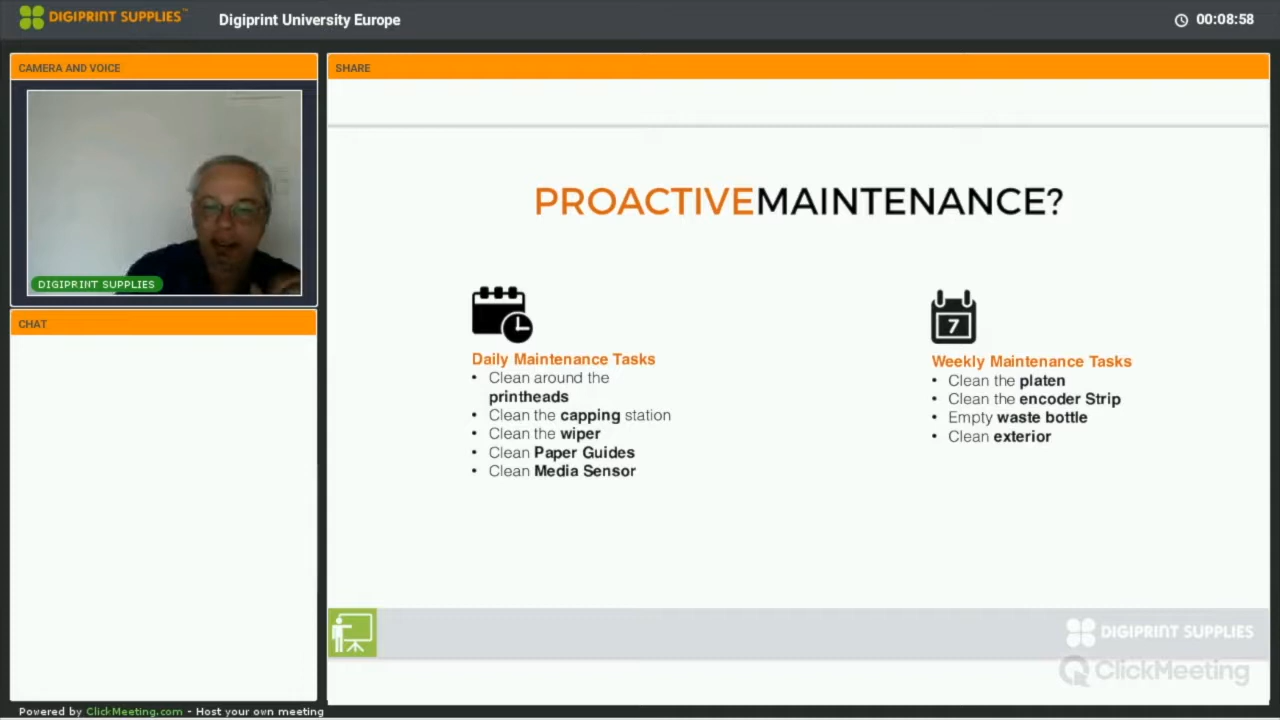 DIGIPRINT SUPPLIES™
Digiprint University Europe
00:08:58
CAMERA AND VOICE
SHARE
DIGIPRINT SUPPLIES
CHAT
PROACTIVEMAINTENANCE?
7
Daily Maintenance Tasks
• Clean around the
printheads
• Clean the capping station
• Clean the wiper
• Clean Paper Guides
• Clean Media Sensor
Weekly Maintenance Tasks
• Clean the platen
• Clean the encoder Strip
• Empty waste bottle
• Clean exterior
DIGIPRINT SUPPLIES
ClickMeeting
Powered by ClickMeeting.com - Host your own meeting